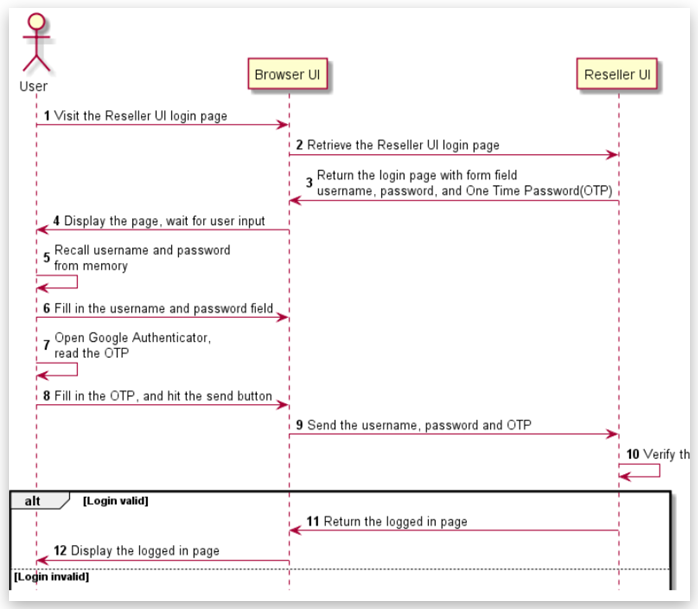 User
Browser UI
Reseller UI
1 Visit the Reseller UI login page
2 Retrieve the Reseller UI login page
3 Return the login page with form field
username, password, and One Time Password(OTP)
4 Display the page, wait for user input
5 Recall username and password
from memory
6 Fill in the username and password field
7 Open Google Authenticator,
read the OTP
8 Fill in the OTP, and hit the send button
9 Send the username, password and OTP
10 Verify th
alt [Login valid]
11 Return the logged in page
12 Display the logged in page
[Login invalid]